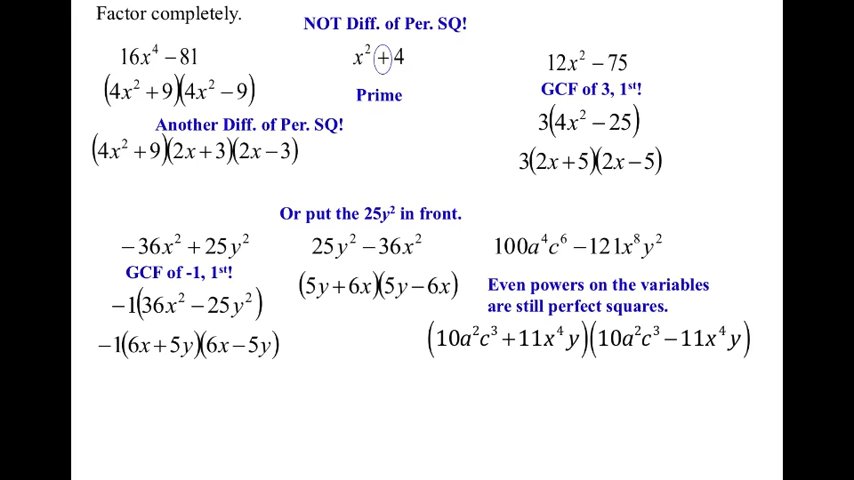 Factor completely.
NOT Diff. of Per. SQ!
16x⁴ − 81
(4x² + 9)(4x² − 9)
Another Diff. of Per. SQ!
(4x² + 9)(2x + 3)(2x − 3)
x² + 4
Prime
12x² − 75
GCF of 3, 1st!
3(4x² − 25)
3(2x + 5)(2x − 5)
Or put the 25y² in front.
−36x² + 25y²
GCF of -1, 1st!
−1(36x² − 25y²)
−1(6x + 5y)(6x − 5y)
25y² − 36x²
(5y + 6x)(5y − 6x)
100a⁴c⁶ − 121x⁸y²
Even powers on the variables
are still perfect squares.
(10a²c³ + 11x⁴y)(10a²c³ − 11x⁴y)